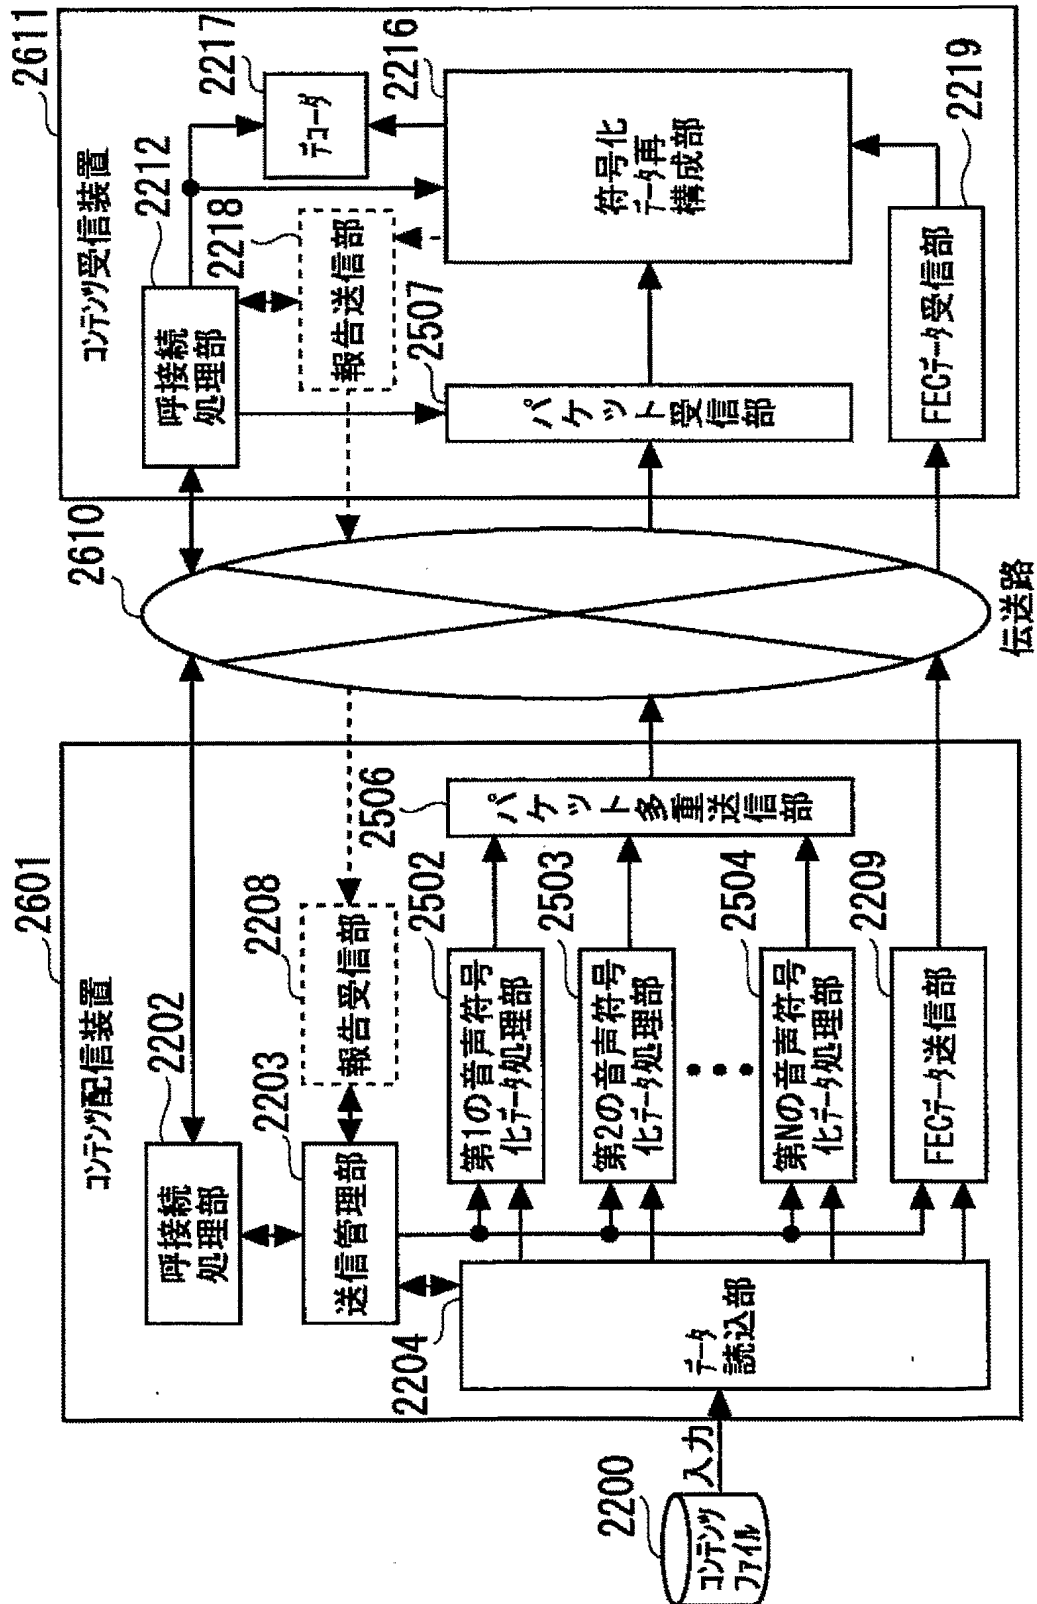 2601
コンテンツ配信装置
2202
呼接続
処理部
2203
送信管理部
2208
報告受信部
2204
データ
読込部
2200
コンテンツ
ファイル
入力
2502
第1の音声符号
化データ処理部
2503
第2の音声符号
化データ処理部
2504
第Nの音声符号
化データ処理部
2209
FECデータ送信部
2506
パケット多重送信部
2610
伝送路
2611
コンテンツ受信装置
2212
呼接続
処理部
2218
報告送信部
2217
デコーダ
2507
パケット受信部
2216
符号化
データ再
構成部
2219
FECデータ受信部